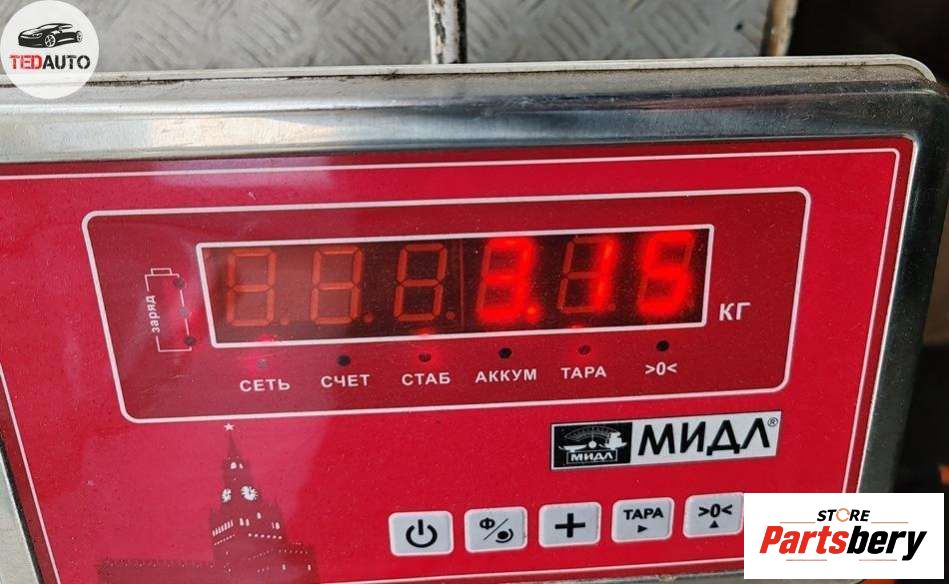 TEDAUTO
3.15
заряд
КГ
СЕТЬ СЧЕТ СТАБ АККУМ ТАРА >0<
МИДЛ МИДЛ®
Ф ТАРА >0<
STORE
Partsbery